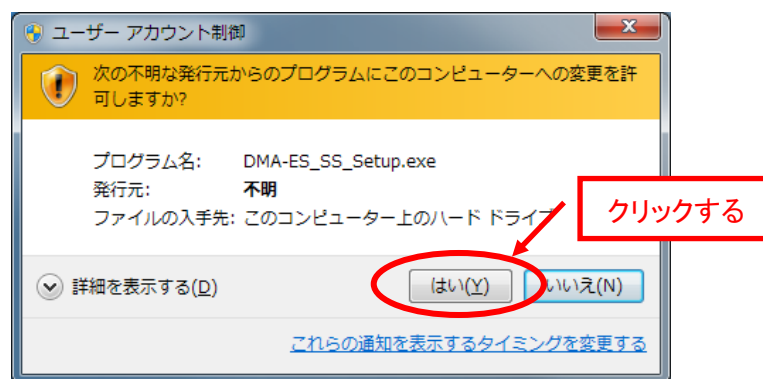 ユーザー アカウント制御
次の不明な発行元からのプログラムにこのコンピューターへの変更を許
可しますか?
プログラム名: DMA-ES_SS_Setup.exe
発行元: 不明
ファイルの入手先: このコンピューター上のハード ドライブ
クリックする
詳細を表示する(D)
はい(Y)
いいえ(N)
これらの通知を表示するタイミングを変更する